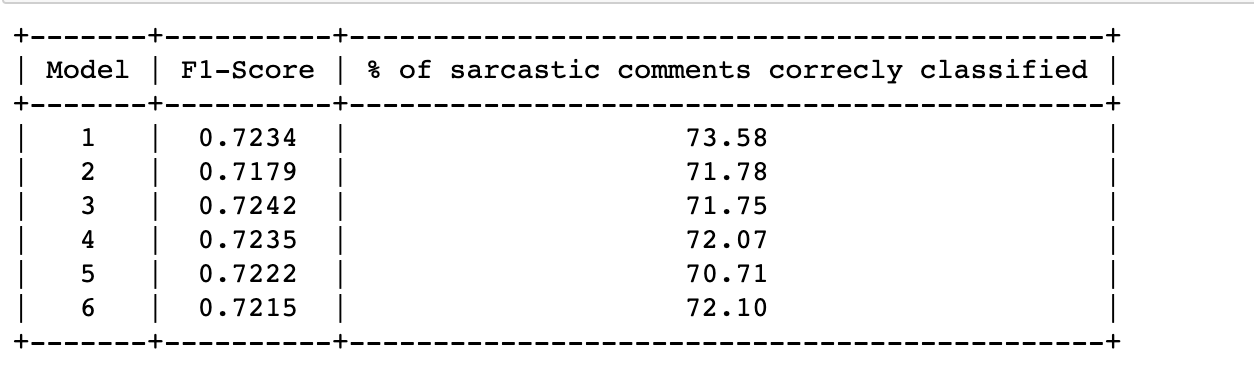 +-------+----------+---------------------------------------------+
| Model | F1-Score | % of sarcastic comments correcly classified |
+-------+----------+---------------------------------------------+
| 1 | 0.7234 | 73.58 |
| 2 | 0.7179 | 71.78 |
| 3 | 0.7242 | 71.75 |
| 4 | 0.7235 | 72.07 |
| 5 | 0.7222 | 70.71 |
| 6 | 0.7215 | 72.10 |
+-------+----------+---------------------------------------------+